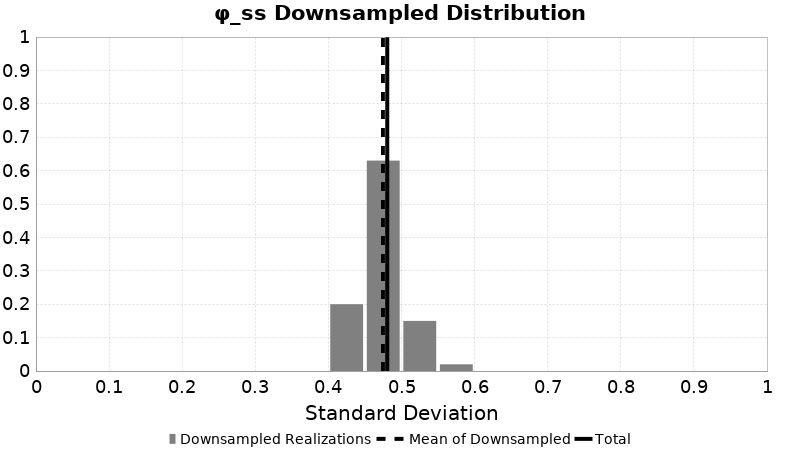 φ_ss Downsampled Distribution
1
0.9
0.8
0.7
0.6
0.5
0.4
0.3
0.2
0.1
0
0 0.1 0.2 0.3 0.4 0.5 0.6 0.7 0.8 0.9 1
Standard Deviation
Downsampled Realizations Mean of Downsampled Total